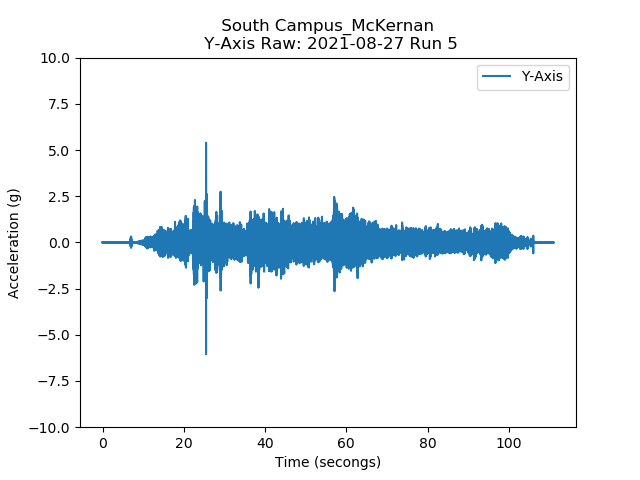 South Campus_McKernan
Y-Axis Raw: 2021-08-27 Run 5
Y-Axis
10.0
7.5
5.0
2.5
0.0
−2.5
−5.0
−7.5
−10.0
Acceleration (g)
0 20 40 60 80 100
Time (secongs)